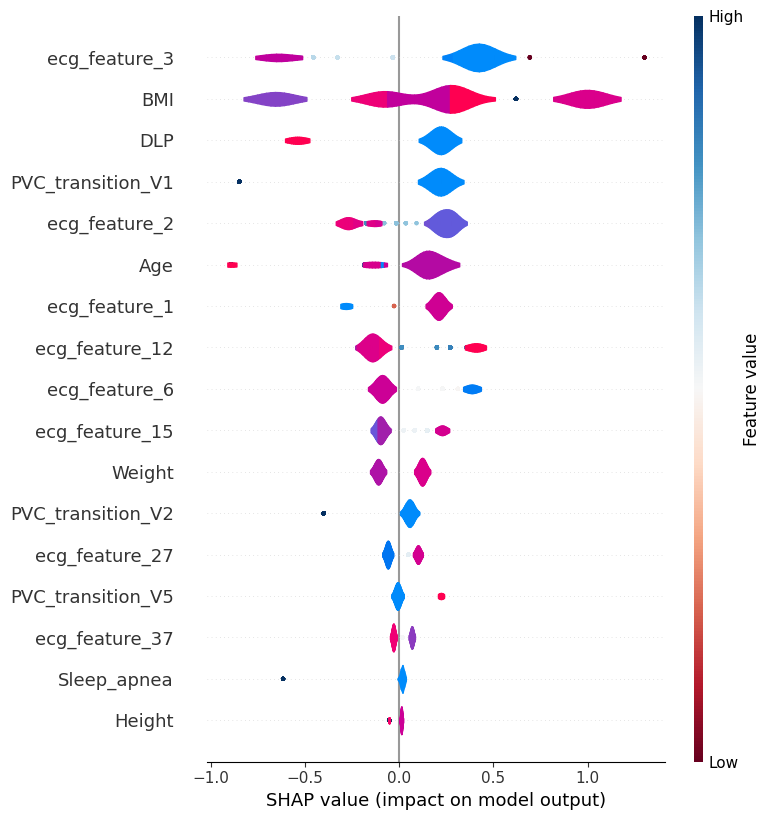 High
ecg_feature_3
BMI
DLP
PVC_transition_V1
ecg_feature_2
Age
ecg_feature_1
ecg_feature_12
ecg_feature_6
ecg_feature_15
Weight
PVC_transition_V2
ecg_feature_27
PVC_transition_V5
ecg_feature_37
Sleep_apnea
Height
Feature value
Low
−1.0 −0.5 0.0 0.5 1.0
SHAP value (impact on model output)